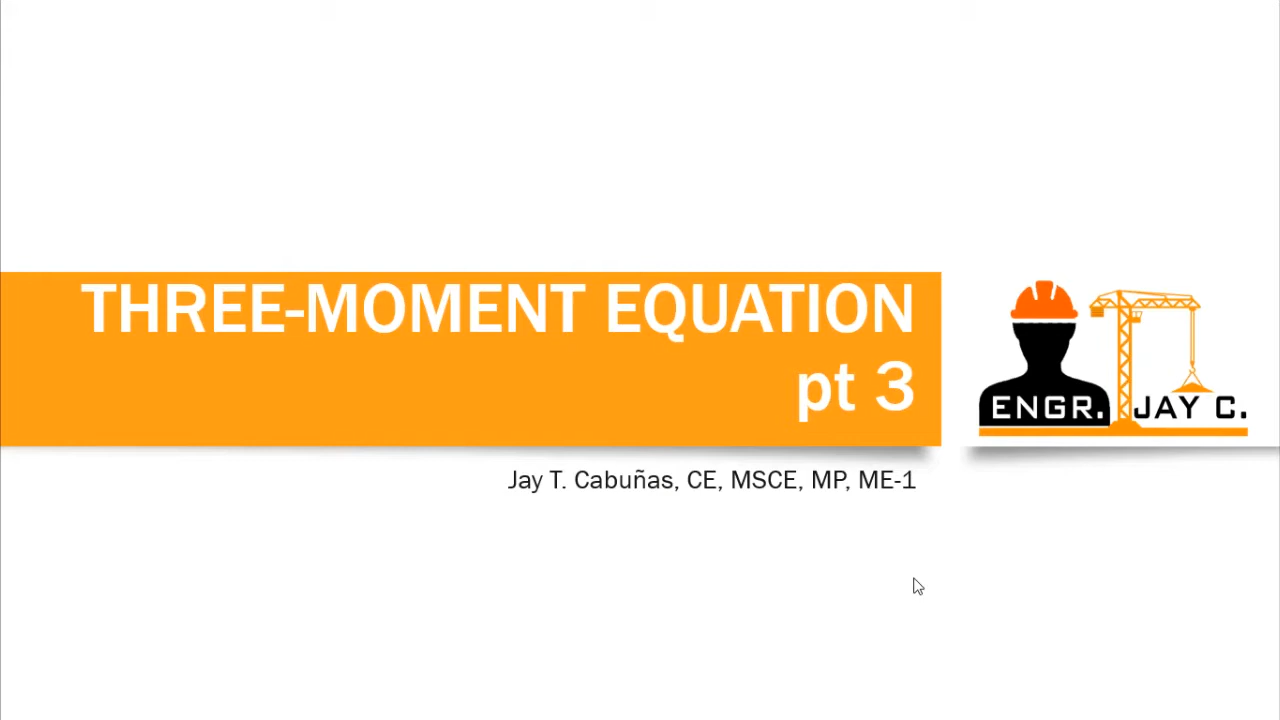 THREE-MOMENT EQUATION
pt 3
ENGR. JAY C.
Jay T. Cabuñas, CE, MSCE, MP, ME-1